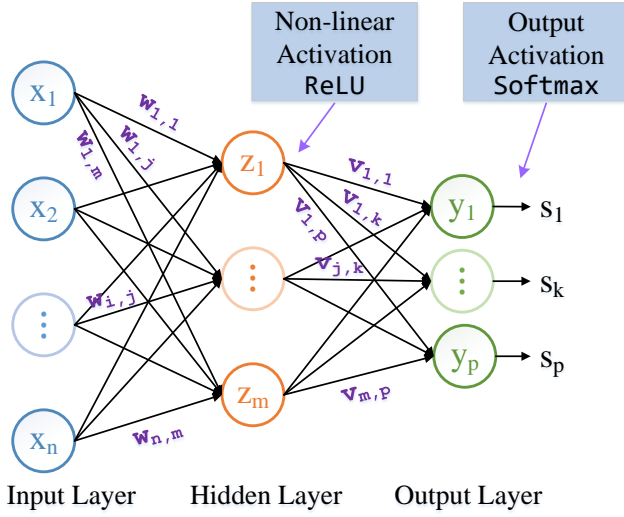 Non-linear
Activation
ReLU
Output
Activation
Softmax
x1
x2
⋮
xn
w1,1
w1,j
w1,m
wi,j
wn,m
z1
⋮
zm
v1,1
v1,k
v1,p
vj,k
vm,p
y1
⋮
yp
s1
sk
sp
Input Layer
Hidden Layer
Output Layer